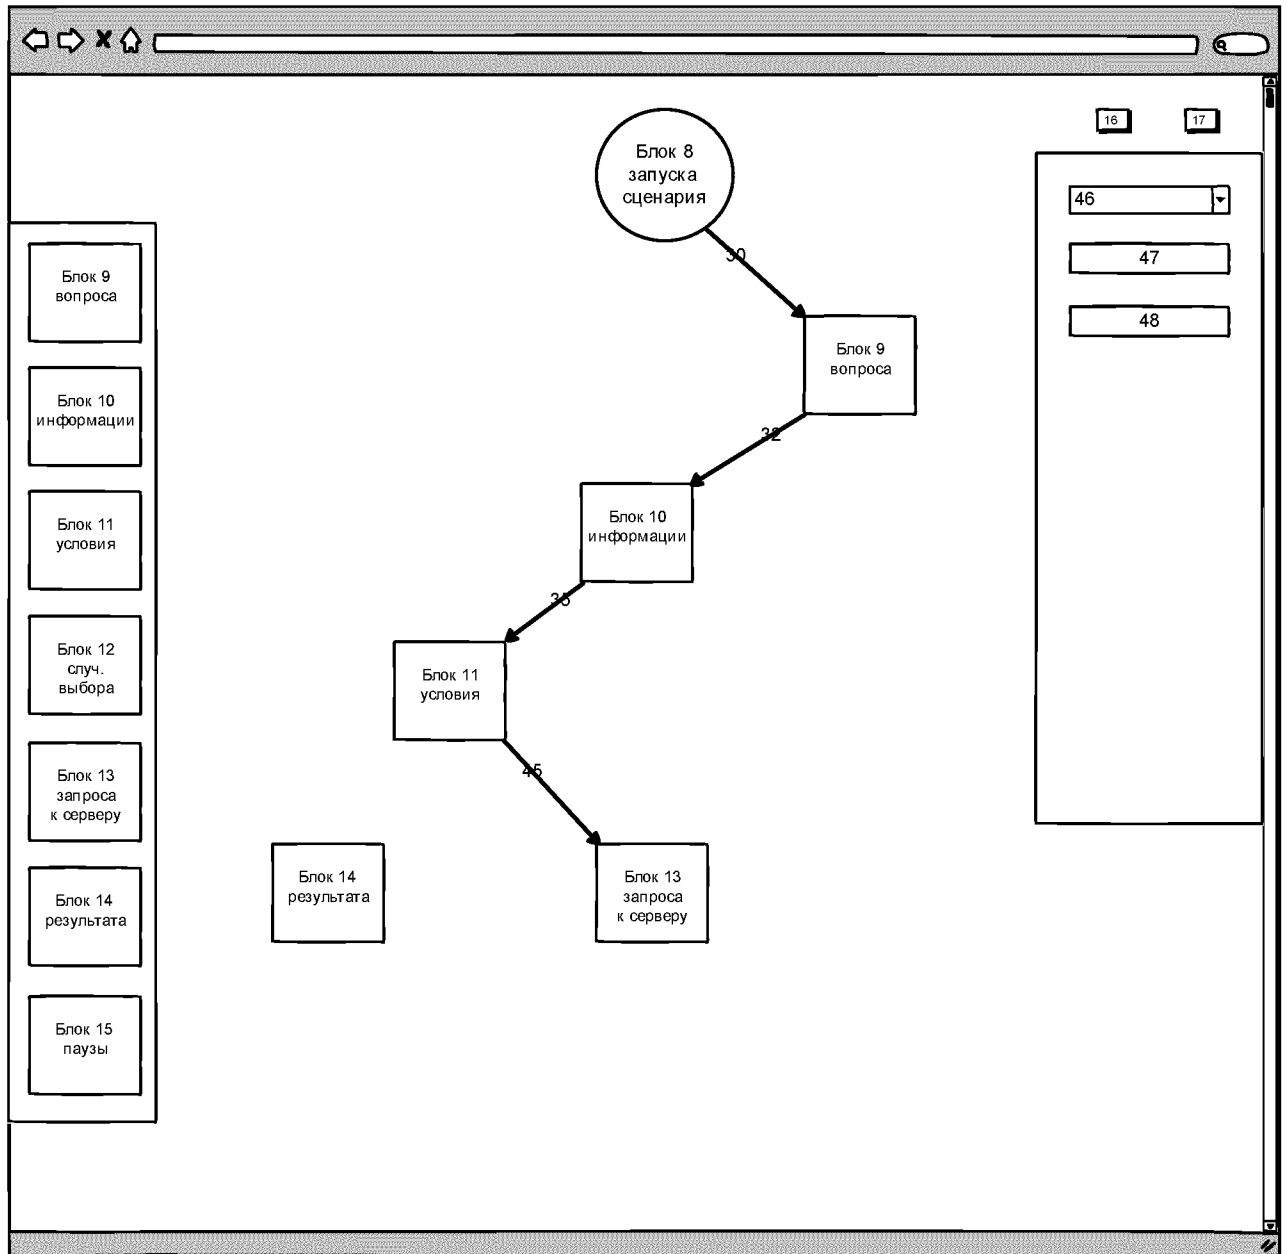 16
17
Блок 8
запуска
сценария
30
Блок 9
вопроса
32
Блок 10
информации
35
Блок 11
условия
45
Блок 14
результата
Блок 13
запроса
к серверу
Блок 9
вопроса
Блок 10
информации
Блок 11
условия
Блок 12
случ.
выбора
Блок 13
запроса
к серверу
Блок 14
результата
Блок 15
паузы
46
47
48